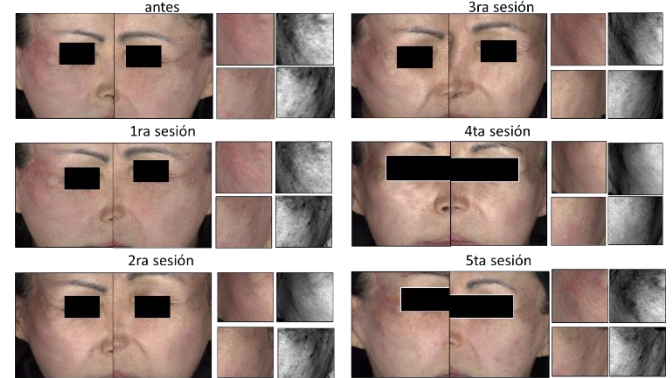 antes
3ra sesión
1ra sesión
4ta sesión
2ra sesión
5ta sesión